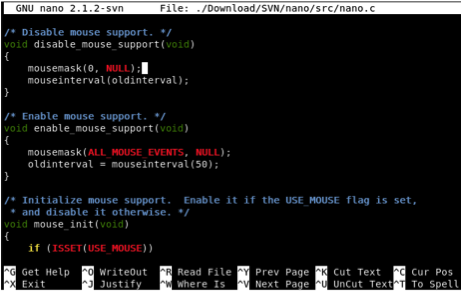 GNU nano 2.1.2-svn File: ./Download/SVN/nano/src/nano.c
/* Disable mouse support. */
void disable_mouse_support(void)
{
    mousemask(0, NULL);
    mouseinterval(oldinterval);
}
/* Enable mouse support. */
void enable_mouse_support(void)
{
    mousemask(ALL_MOUSE_EVENTS, NULL);
    oldinterval = mouseinterval(50);
}
/* Initialize mouse support.  Enable it if the USE_MOUSE flag is set,
 * and disable it otherwise. */
void mouse_init(void)
{
    if (ISSET(USE_MOUSE))
^G Get Help ^O WriteOut ^R Read File ^Y Prev Page ^K Cut Text ^C Cur Pos
^X Exit ^J Justify ^W Where Is ^V Next Page ^U UnCut Text ^T To Spell